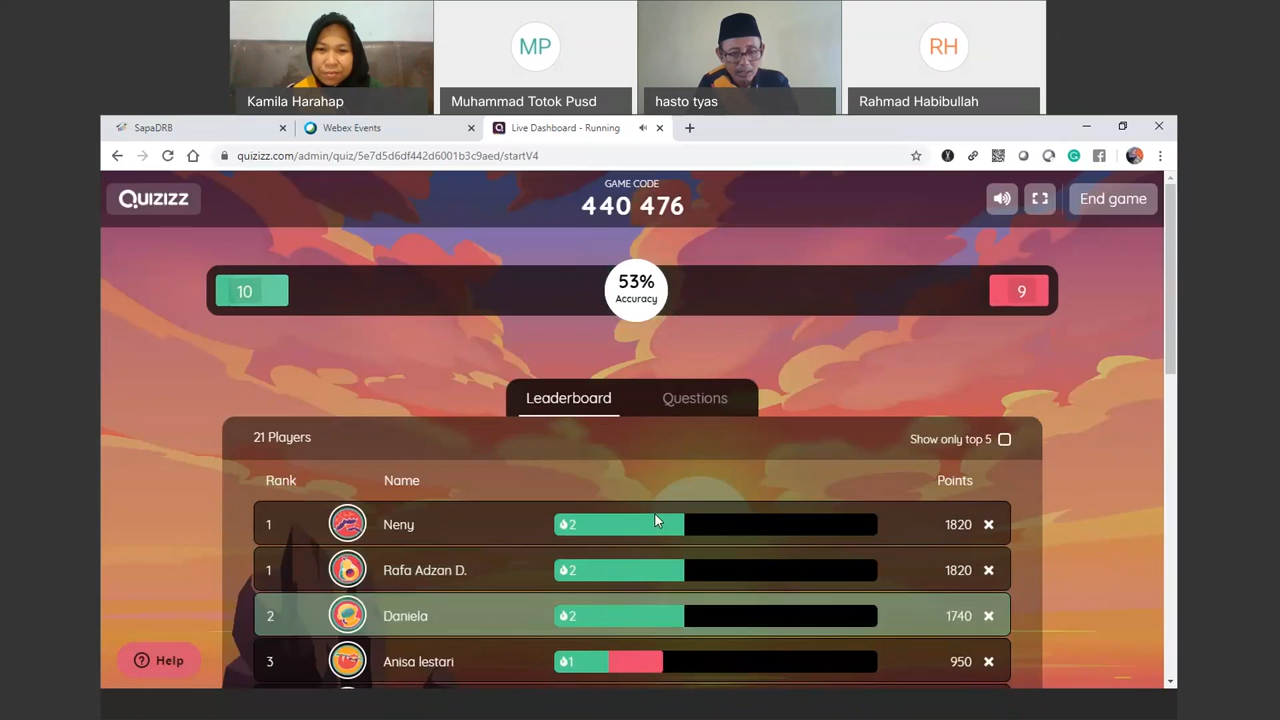 MP
RH
Kamila Harahap
Muhammad Totok Pusd
hasto tyas
Rahmad Habibullah
SapaDRB
Webex Events
Live Dashboard - Running
quizizz.com/admin/quiz/5e7d5d6df442d6001b3c9aed/startV4
QUIZIZZ
GAME CODE
440 476
End game
10
53%
Accuracy
9
Leaderboard
Questions
21 Players
Show only top 5
Rank Name Points
1 Neny 2 1820
1 Rafa Adzan D. 2 1820
2 Daniela 2 1740
3 Anisa lestari 1 950
Help